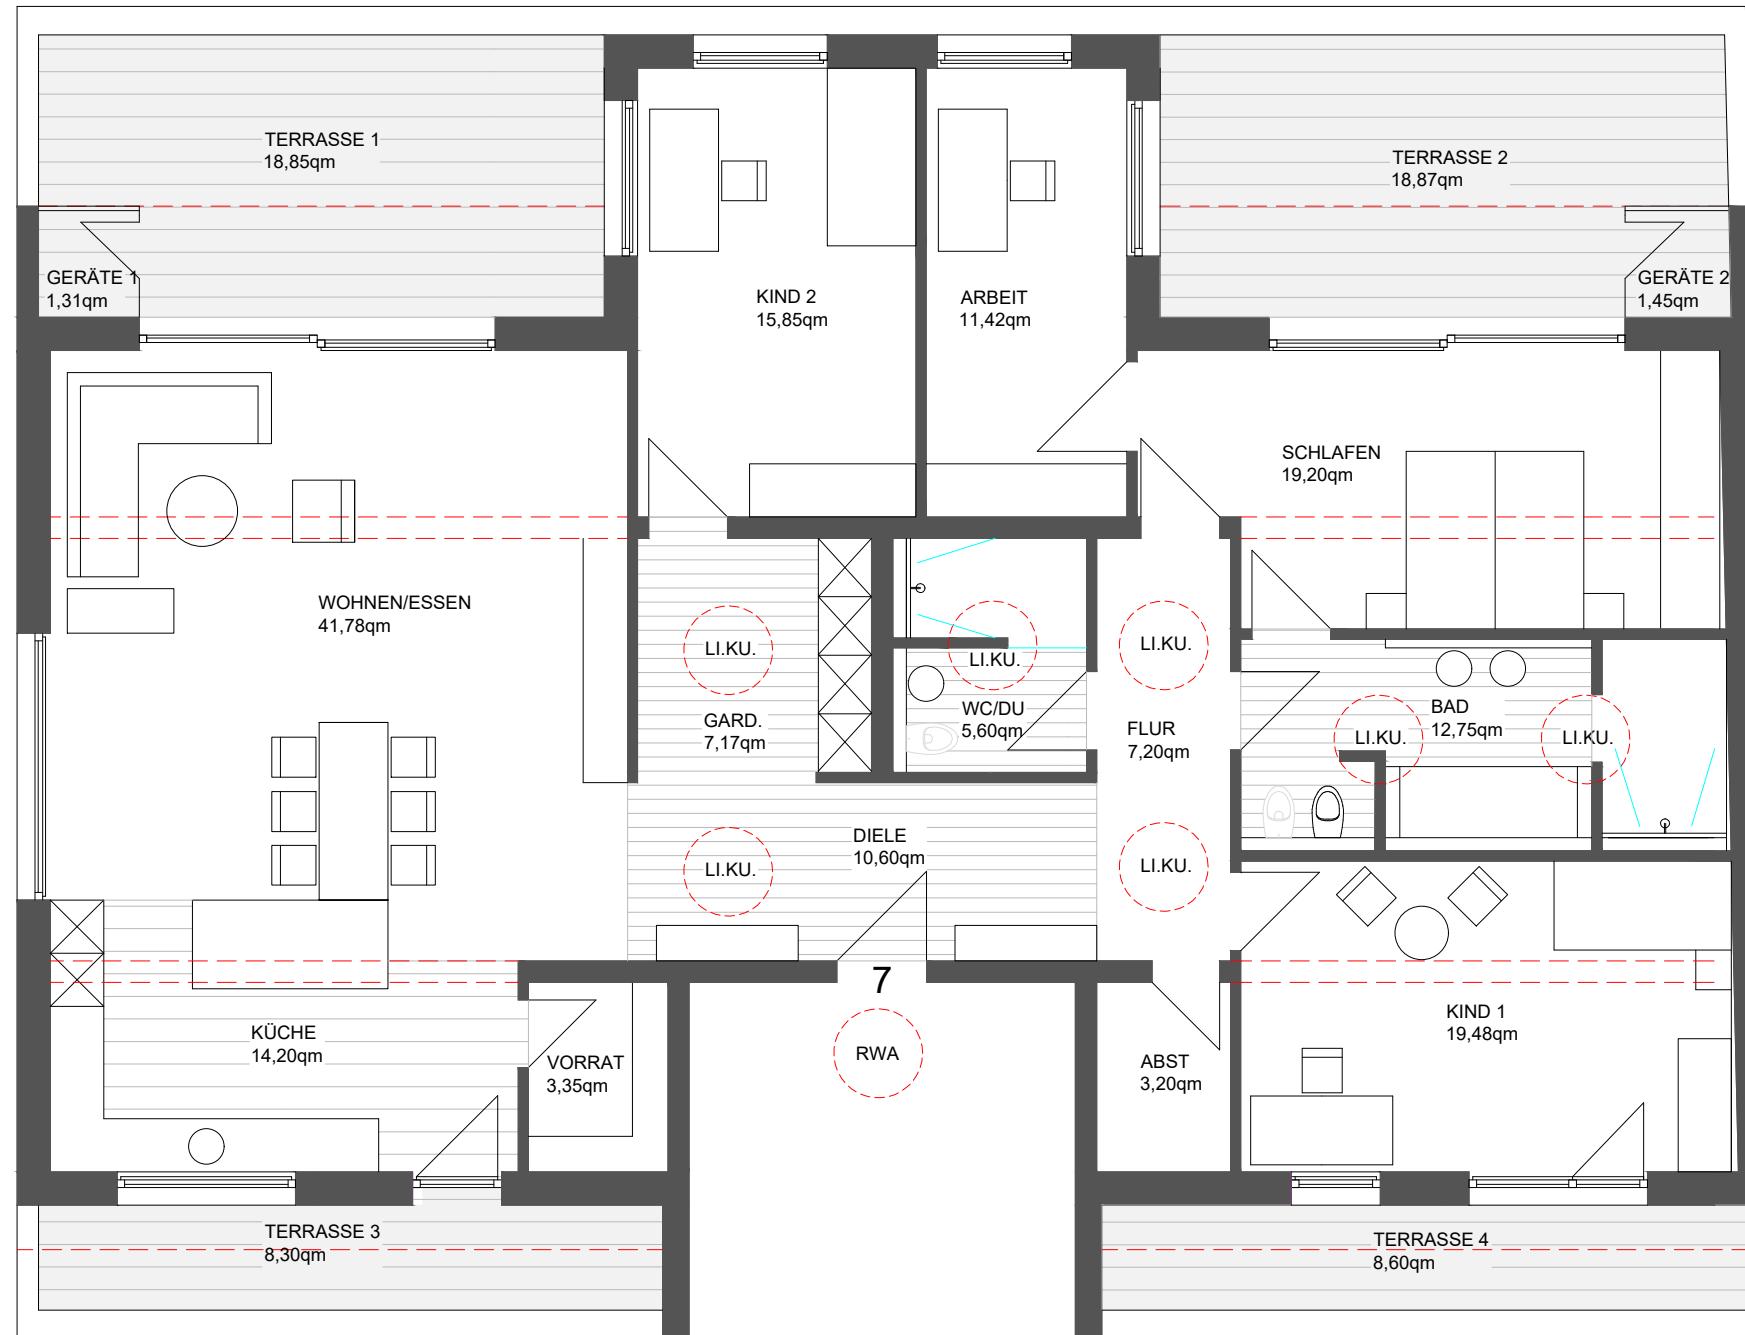 TERRASSE 1
18,85qm
TERRASSE 2
18,87qm
GERÄTE 1
1,31qm
KIND 2
15,85qm
ARBEIT
11,42qm
GERÄTE 2
1,45qm
SCHLAFEN
19,20qm
WOHNEN/ESSEN
41,78qm
LI.KU.
LI.KU.
LI.KU.
GARD.
7,17qm
WC/DU
5,60qm
FLUR
7,20qm
BAD
12,75qm
LI.KU.
LI.KU.
DIELE
10,60qm
LI.KU.
LI.KU.
7
RWA
KÜCHE
14,20qm
VORRAT
3,35qm
ABST
3,20qm
KIND 1
19,48qm
TERRASSE 3
8,30qm
TERRASSE 4
8,60qm